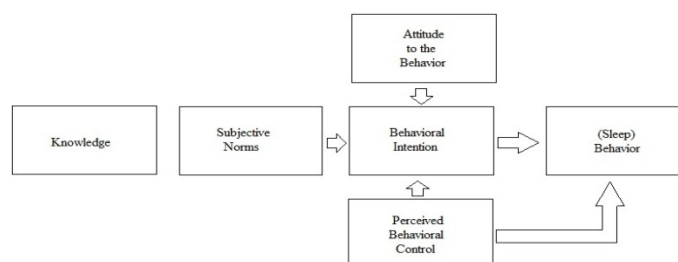 Attitude
to the
Behavior
Knowledge
Subjective
Norms
Behavioral
Intention
(Sleep)
Behavior
Perceived
Behavioral
Control